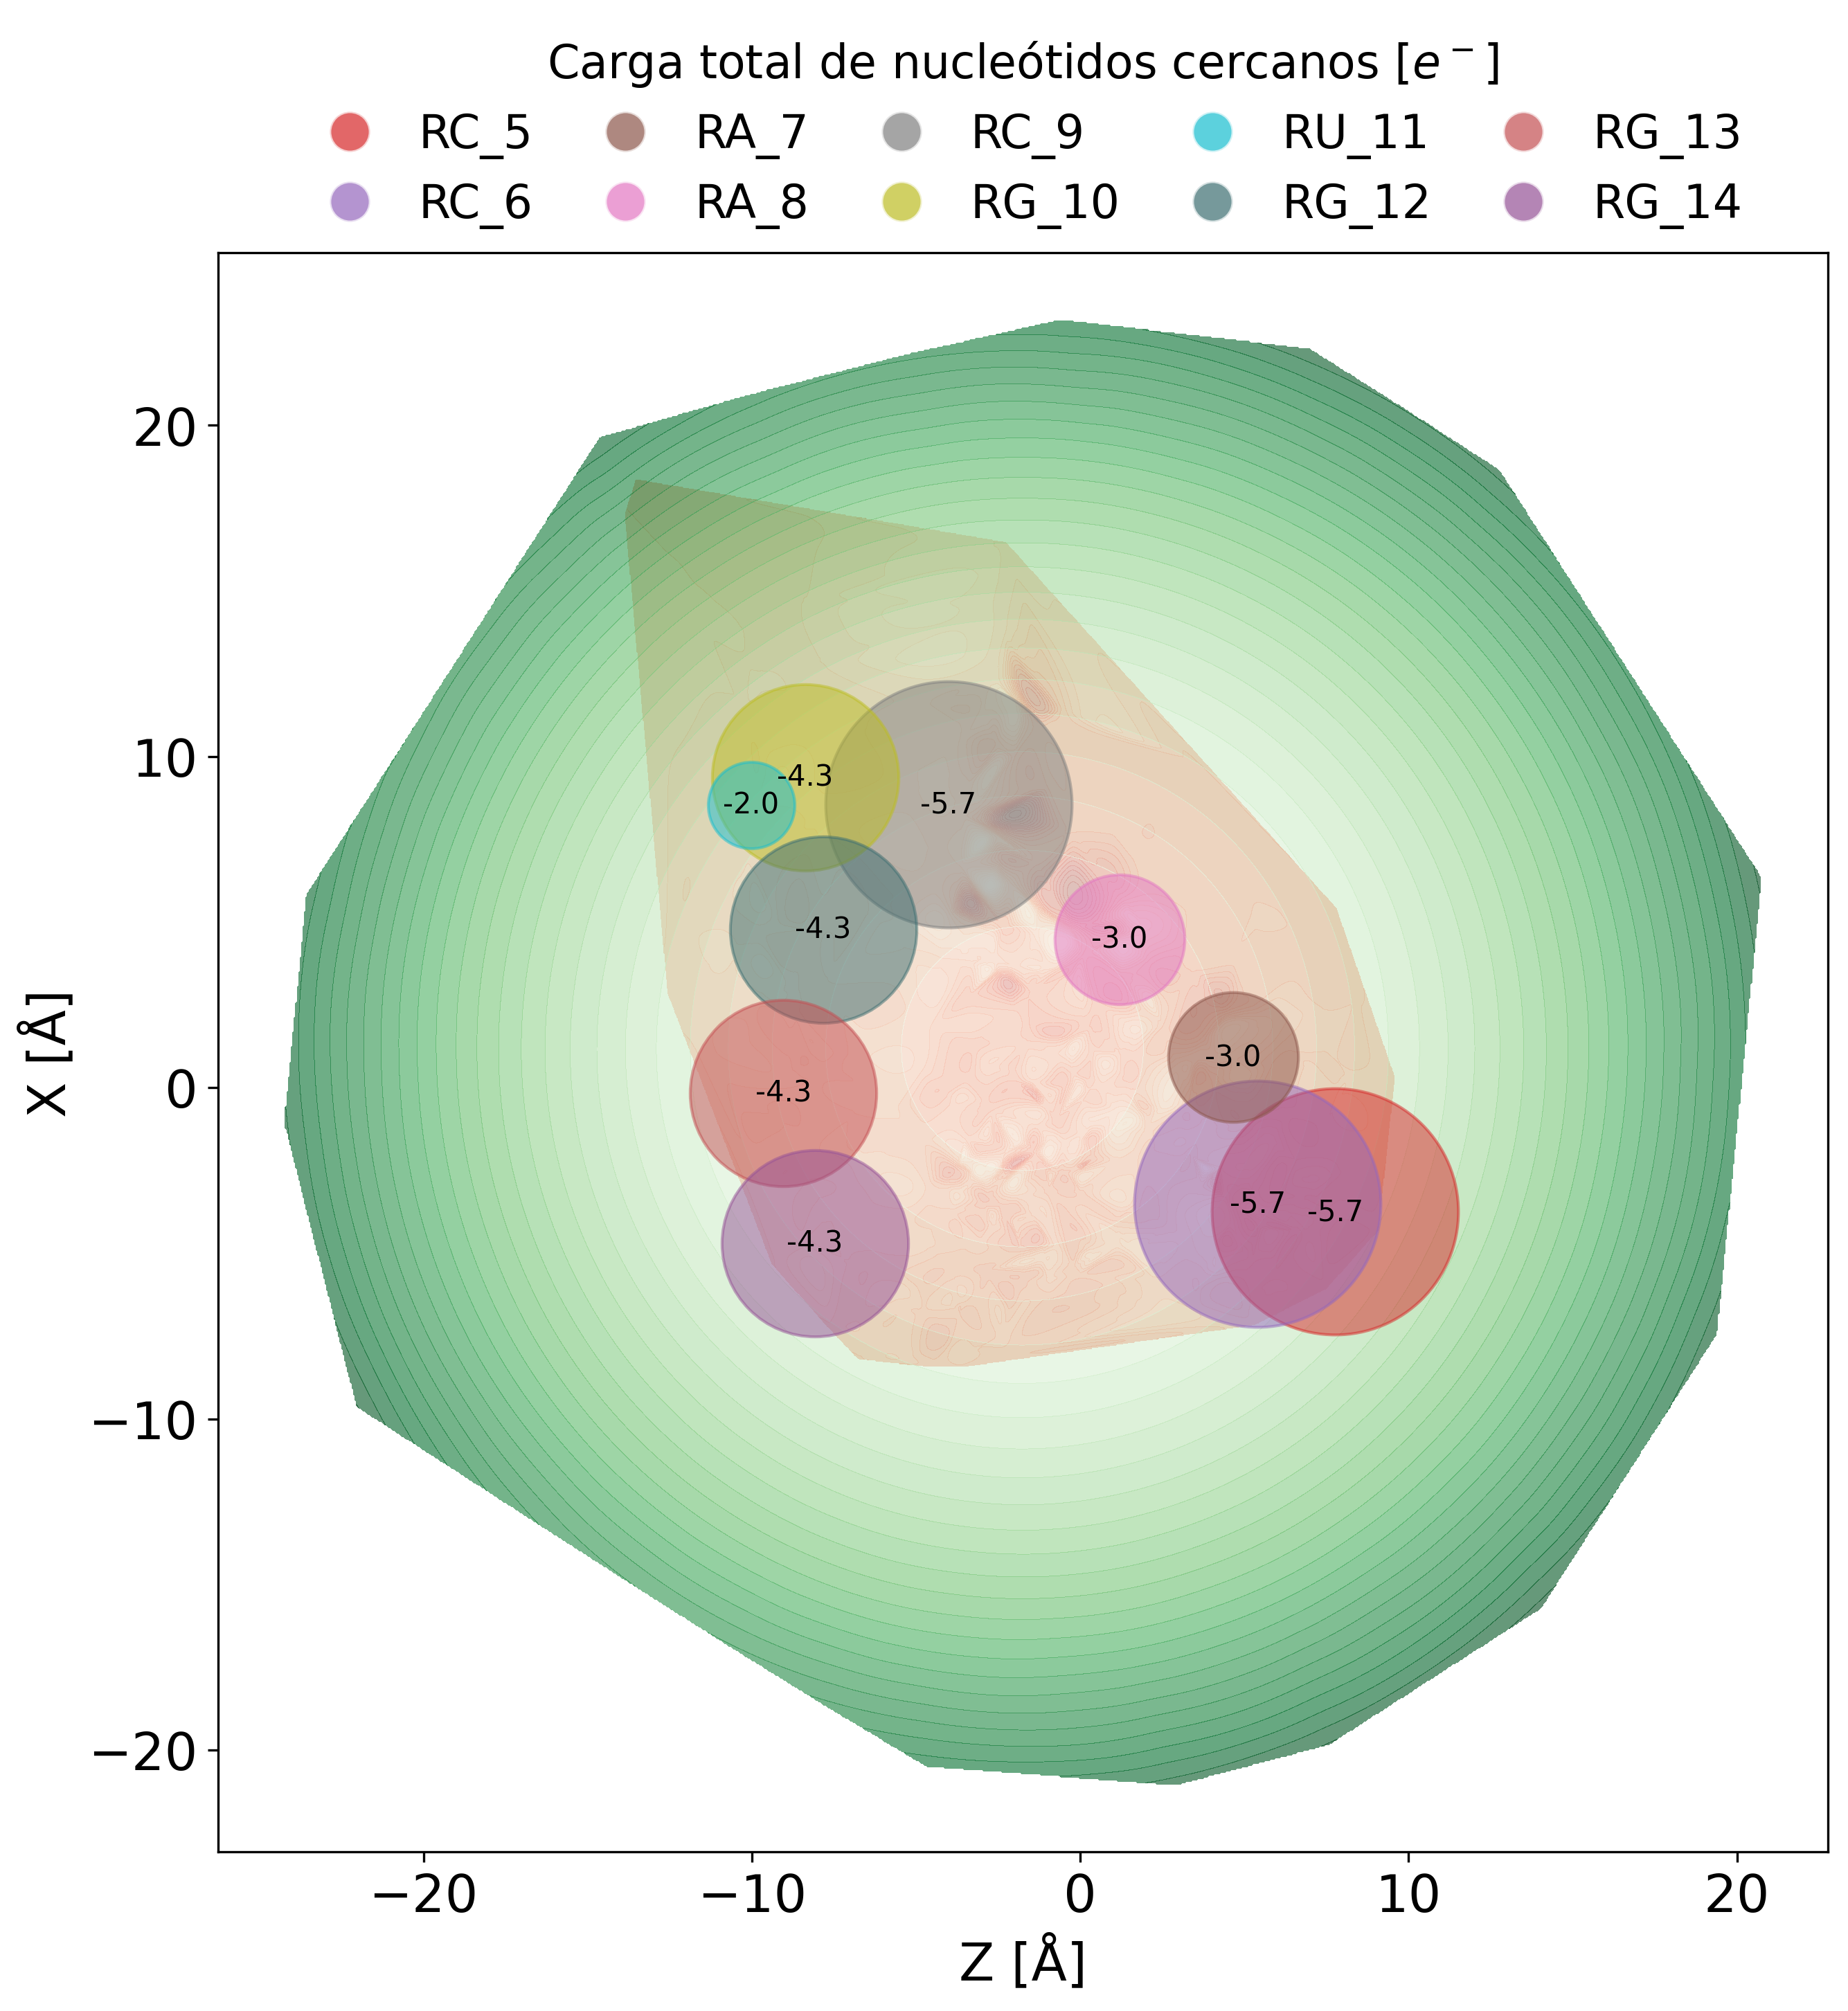 Carga total de nucleótidos cercanos [e⁻]
RC_5 RA_7 RC_9 RU_11 RG_13
RC_6 RA_8 RG_10 RG_12 RG_14
20
10
0
−10
−20
X [Å]
-4.3
-2.0
-5.7
-4.3
-3.0
-3.0
-4.3
-5.7
-5.7
-4.3
−20 −10 0 10 20
Z [Å]